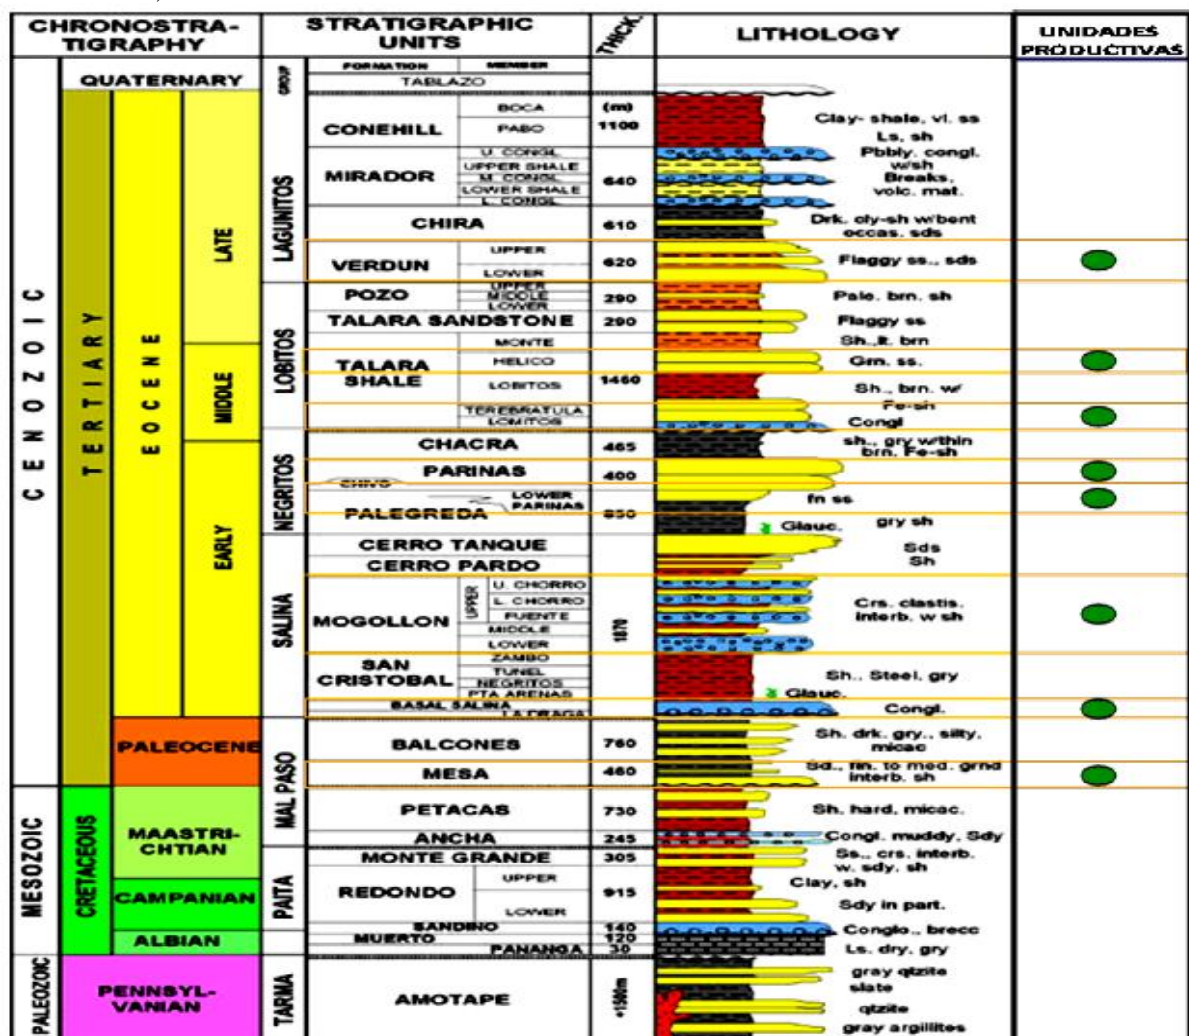 CHRONOSTRA-
TIGRAPHY
STRATIGRAPHIC
UNITS
THICK.
LITHOLOGY
UNIDADES
PRODUCTIVAS
GROUP
FORMATION MEMBER
QUATERNARY
TABLAZO
CENOZOIC
TERTIARY
EOCENE
LATE
MIDDLE
EARLY
LAGUNITOS
CONEHILL
BOCA
PABO
(m)
1100
Clay- shale, vl. ss
Ls, sh
MIRADOR
U. CONGL.
UPPER SHALE
M. CONGL.
LOWER SHALE
L. CONGL.
640
Pbbly. congl.
w/sh
Breaks,
volc. mat.
CHIRA
610
Drk. cly-sh w/bent
occas. sds
VERDUN
UPPER
LOWER
620
Flaggy ss., sds
LOBITOS
POZO
UPPER
MIDDLE
LOWER
290
Pale. brn. sh
TALARA SANDSTONE
290
Flaggy ss
TALARA
SHALE
MONTE
HELICO
LOBITOS
TEREBRATULA
LOMITOS
1460
Sh.,lt. brn
Grn. ss.
Sh., brn. w/
Fe-sh
Congl
NEGRITOS
CHACRA
465
sh., gry w/thin
brn. Fe-sh
PARINAS
400
PALEGREDA
LOWER
PARINAS
fn ss
Glauc.
gry sh
SALINA
CERRO TANQUE
Sds
CERRO PARDO
Sh
MOGOLLON
UPPER
U. CHORRO
L. CHORRO
FUENTE
MIDDLE
LOWER
1870
Crs. clastis.
interb. w sh
SAN
CRISTOBAL
ZAMBO
TUNEL
NEGRITOS
PTA ARENAS
Sh., Steel, gry
Glauc.
BASAL SALINA
LA DRAGA
Congl.
PALEOCENE
MAL PASO
BALCONES
760
Sh. drk. gry., silty,
micac
MESA
460
Sd., fin. to med. grnd
interb. sh
MESOZOIC
CRETACEOUS
MAASTRI-
CHTIAN
PETACAS
730
Sh. hard, micac.
ANCHA
245
Congl. muddy, Sdy
PAITA
MONTE GRANDE
305
Ss., crs. interb.
w. sdy, sh
CAMPANIAN
REDONDO
UPPER
LOWER
915
Clay, sh
Sdy in part.
SANDINO
140
Conglo., brecc
ALBIAN
MUERTO
120
PANANGA
30
Ls. dry, gry
PALEOZOIC
PENNSYL-
VANIAN
TARMA
AMOTAPE
+1500m
gray qtzite
slate
qtzite
gray argillites